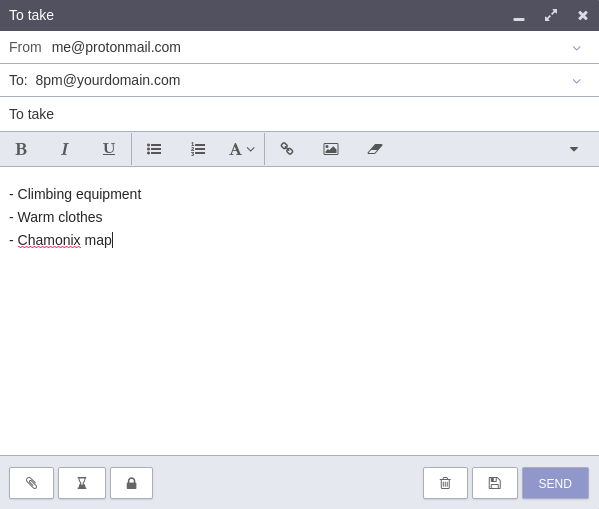 To take
From me@protonmail.com
To: 8pm@yourdomain.com
To take
B I U A
- Climbing equipment
- Warm clothes
- Chamonix map
SEND